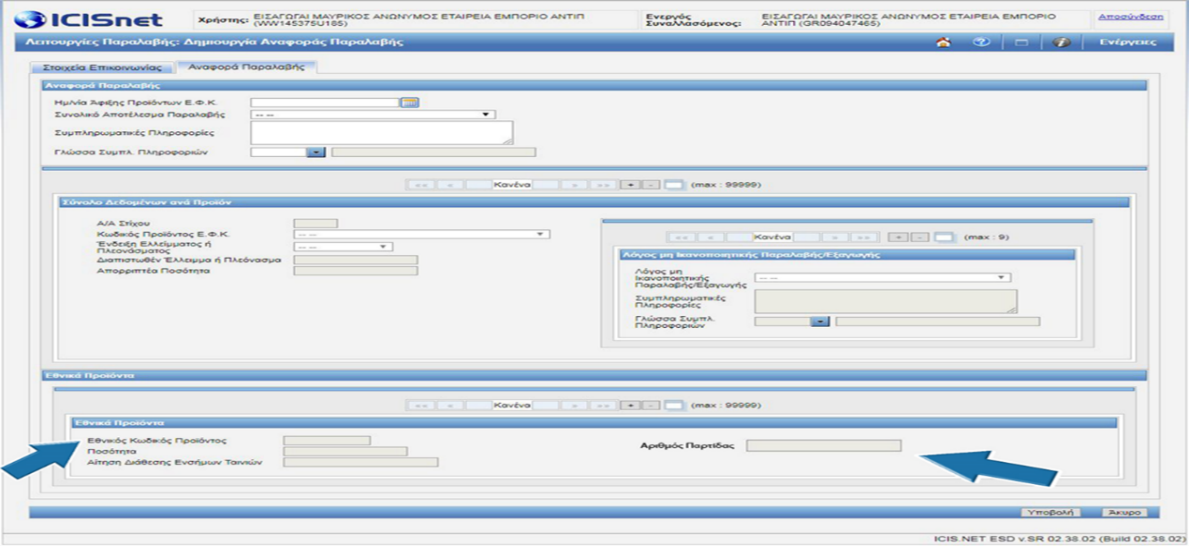 ICISnet
Χρήστης: ΕΙΣΑΓΩΓΑΙ ΜΑΥΡΙΚΟΣ ΑΝΩΝΥΜΟΣ ΕΤΑΙΡΕΙΑ ΕΜΠΟΡΙΟ ΑΝΤΙΠ (WW145375U185)
Ενεργός Συναλλασόμενος: ΕΙΣΑΓΩΓΑΙ ΜΑΥΡΙΚΟΣ ΑΝΩΝΥΜΟΣ ΕΤΑΙΡΕΙΑ ΕΜΠΟΡΙΟ ΑΝΤΙΠ (GR094047465)
Αποσύνδεση
Λειτουργίες Παραλαβής: Δημιουργία Αναφοράς Παραλαβής
Ενέργειες
Στοιχεία Επικοινωνίας Αναφορά Παραλαβής
Αναφορά Παραλαβής
Ημ/νία Άφιξης Προϊόντων Ε.Φ.Κ.
Συνολικό Αποτέλεσμα Παραλαβής -- --
Συμπληρωματικές Πληροφορίες
Γλώσσα Συμπλ. Πληροφοριών
<< < Κανένα > >> + - (max : 99999)
Σύνολο Δεδομένων ανά Προϊόν
Α/Α Στίχου
Κωδικός Προϊόντος Ε.Φ.Κ. -- --
Ένδειξη Ελλείμματος ή
Πλεονάσματος -- --
Διαπιστωθέν Έλλειμμα ή Πλεόνασμα
Απορριπτέα Ποσότητα
<< < Κανένα > >> + - (max : 9)
Λόγος μη Ικανοποιητικής Παραλαβής/Εξαγωγής
Λόγος μη
Ικανοποιητικής -- --
Παραλαβής/Εξαγωγής
Συμπληρωματικές
Πληροφορίες
Γλώσσα Συμπλ.
Πληροφοριών
Εθνικά Προϊόντα
<< < Κανένα > >> + - (max : 99999)
Εθνικά Προϊόντα
Εθνικός Κωδικός Προϊόντος
Ποσότητα
Αίτηση Διάθεσης Ενσήμων Ταινιών
Αριθμός Παρτίδας
Υποβολή Άκυρο
ICIS.NET ESD v.SR 02.38.02 (Build 02.38.02)